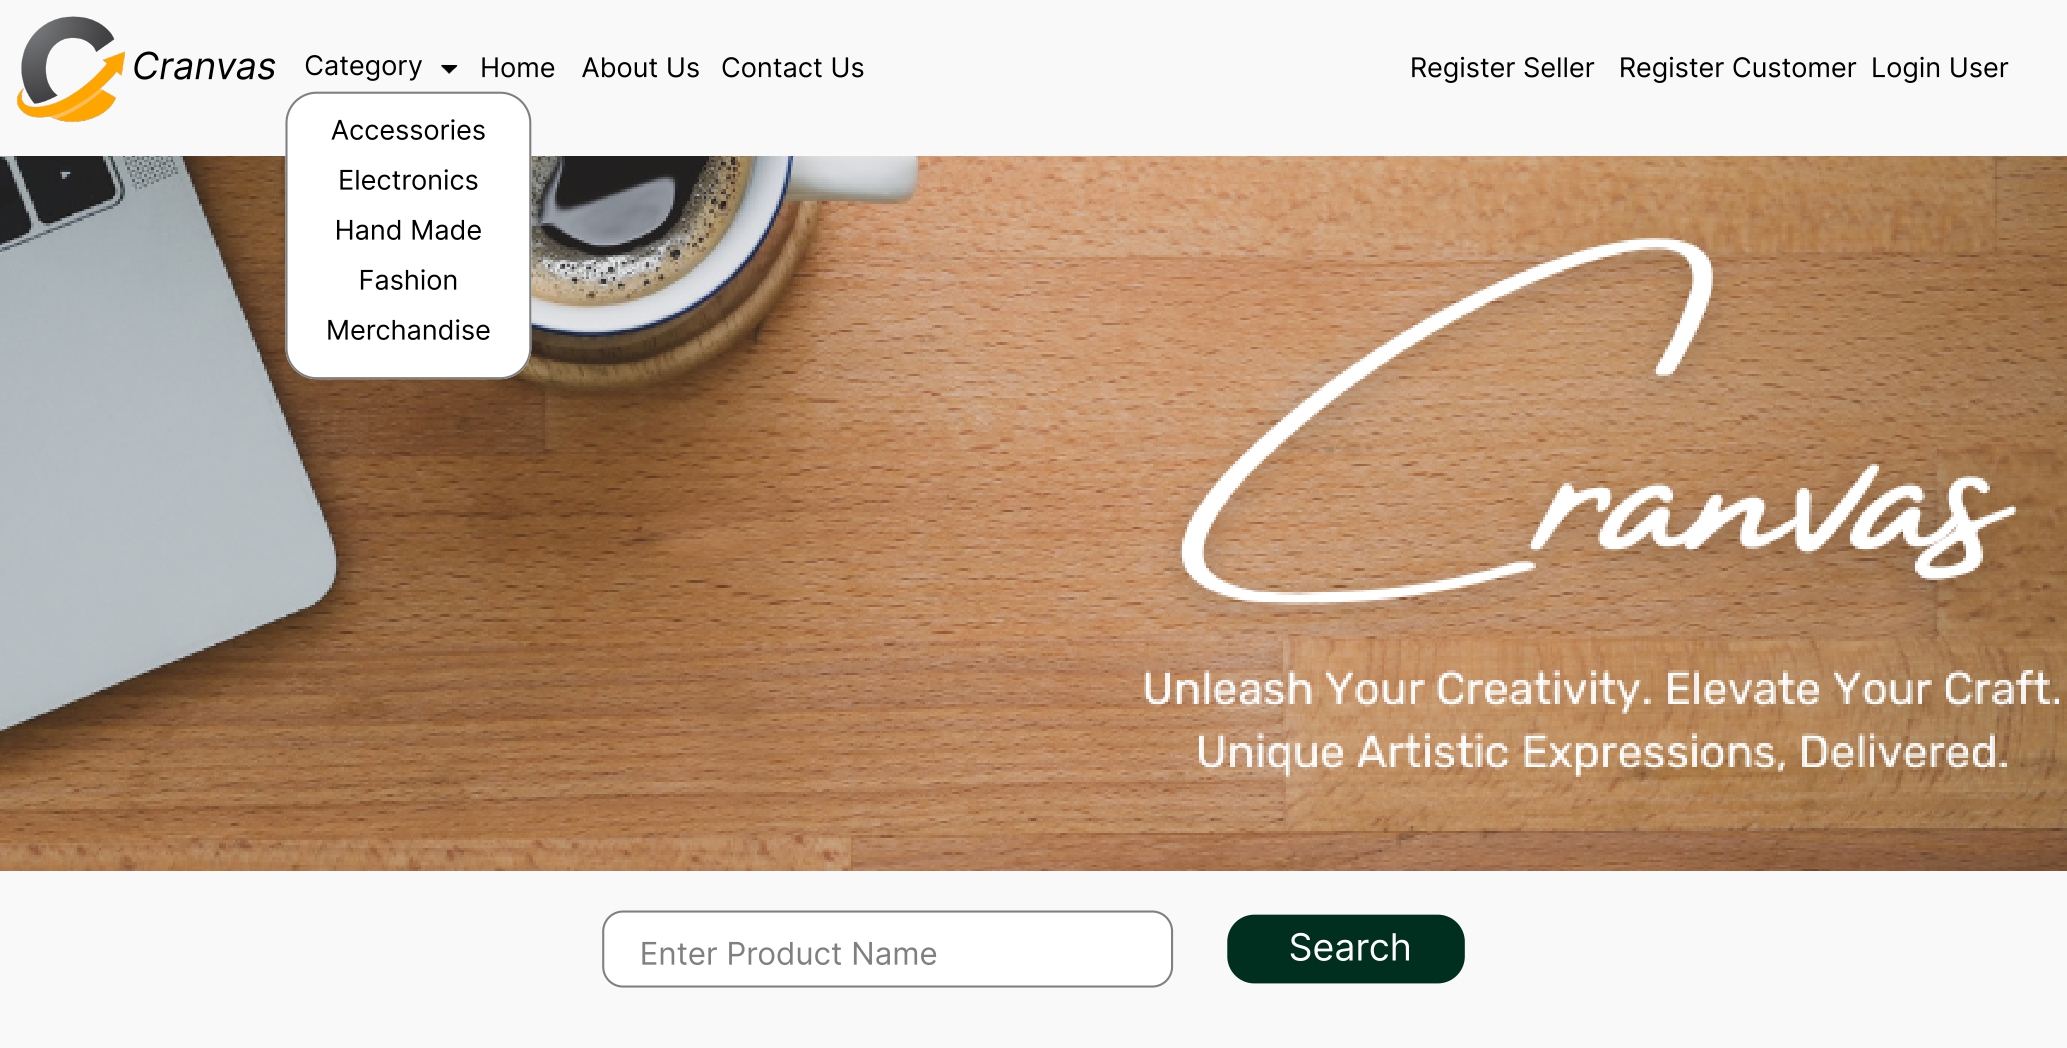 Cranvas Category Home About Us Contact Us Register Seller Register Customer Login User
Accessories
Electronics
Hand Made
Fashion
Merchandise
Cranvas
Unleash Your Creativity. Elevate Your Craft.
Unique Artistic Expressions, Delivered.
Enter Product Name Search